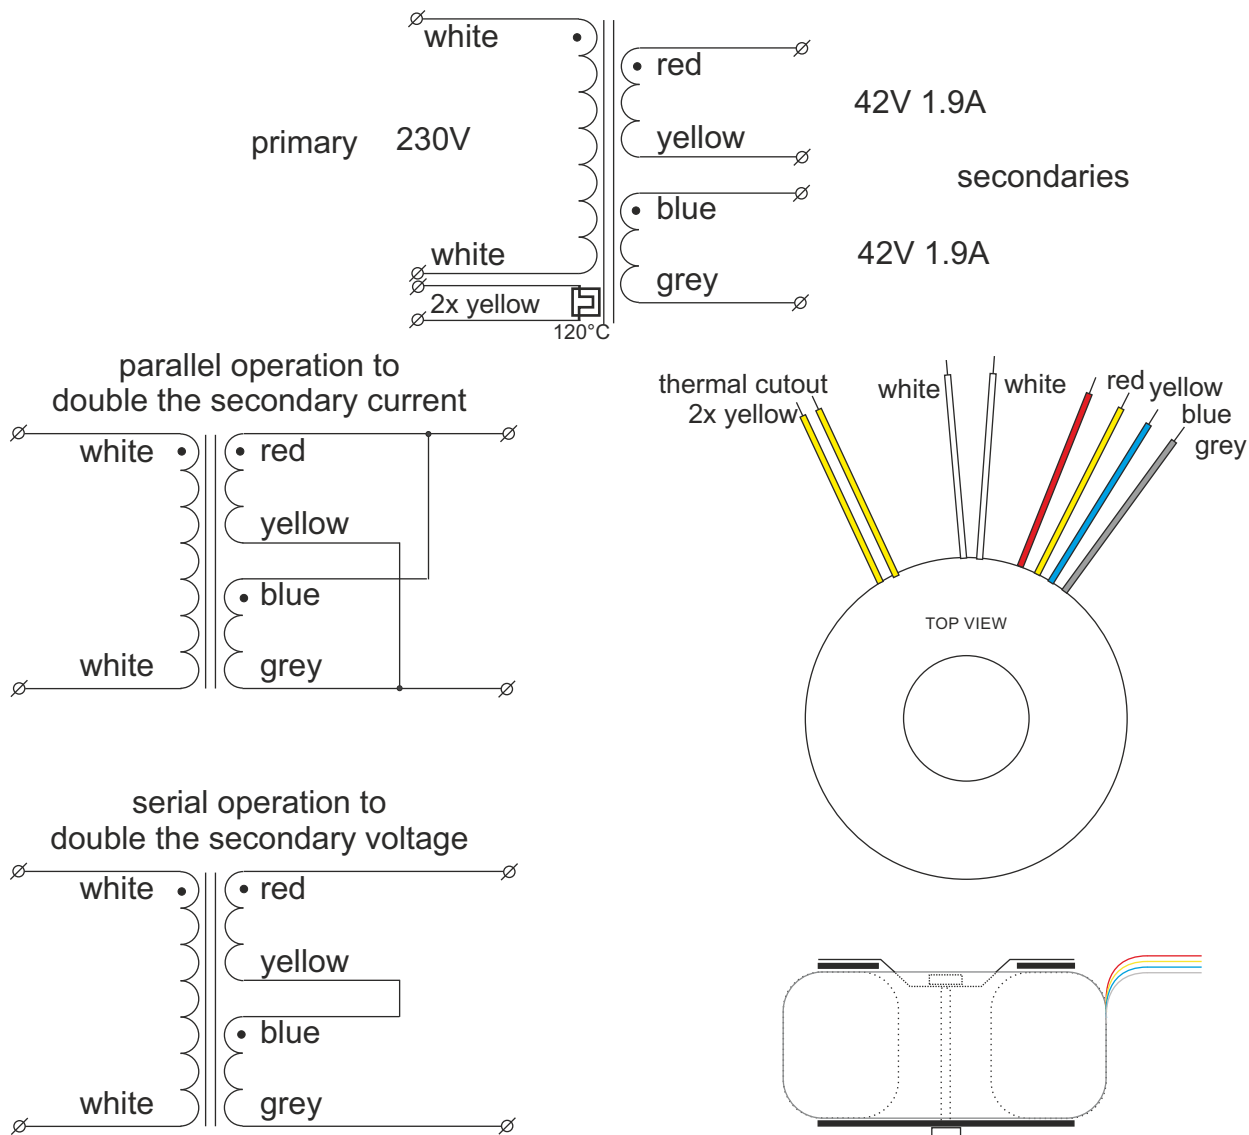 white
red
42V 1.9A
primary 230V
yellow
secondaries
blue
42V 1.9A
white
grey
2x yellow
120°C
parallel operation to
double the secondary current
white
red
yellow
blue
white
grey
thermal cutout
2x yellow
white
white
red
yellow
blue
grey
TOP VIEW
serial operation to
double the secondary voltage
white
red
yellow
blue
white
grey